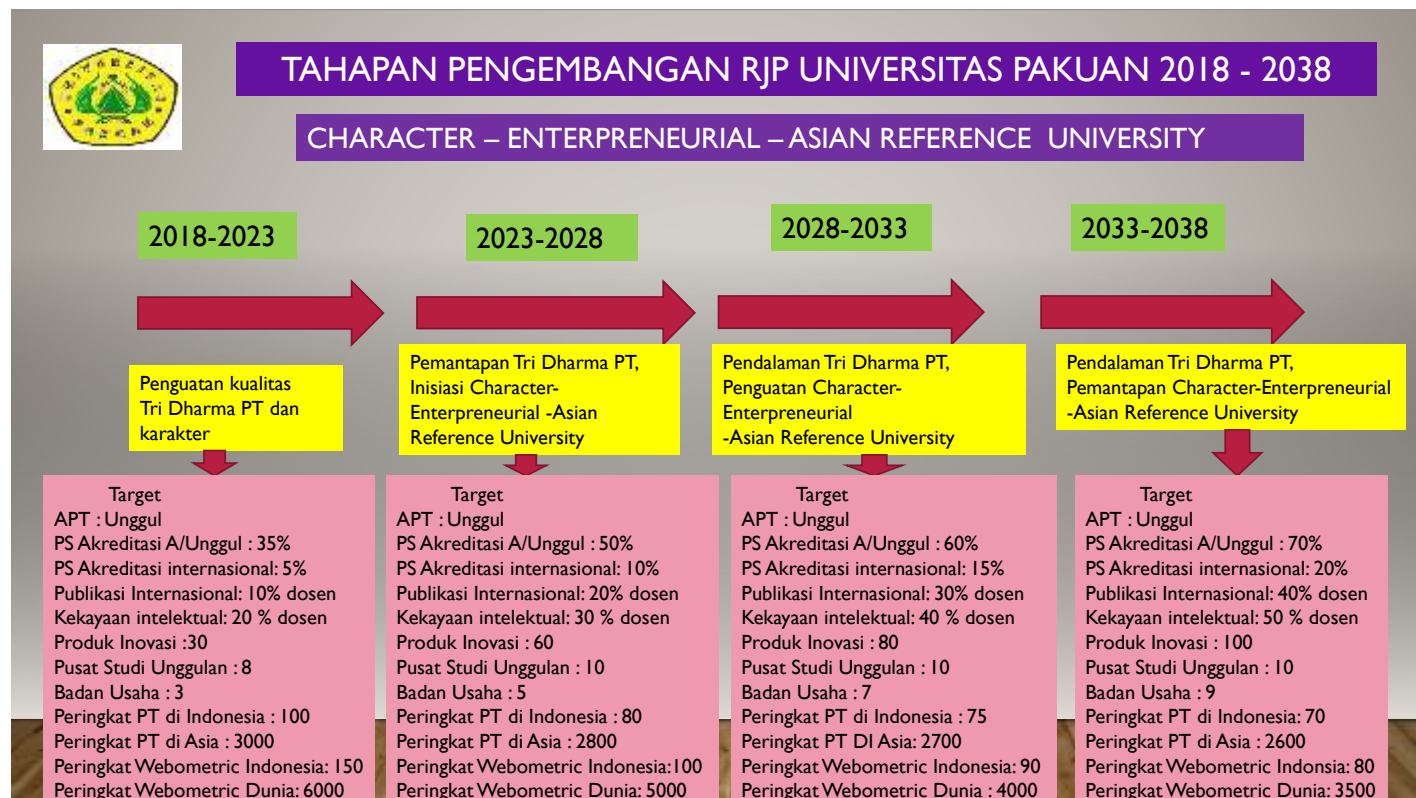 TAHAPAN PENGEMBANGAN RJP UNIVERSITAS PAKUAN 2018 - 2038
CHARACTER – ENTERPRENEURIAL – ASIAN REFERENCE UNIVERSITY
2018-2023
Penguatan kualitas
Tri Dharma PT dan
karakter
Target
APT : Unggul
PS Akreditasi A/Unggul : 35%
PS Akreditasi internasional: 5%
Publikasi Internasional: 10% dosen
Kekayaan intelektual: 20 % dosen
Produk Inovasi :30
Pusat Studi Unggulan : 8
Badan Usaha : 3
Peringkat PT di Indonesia : 100
Peringkat PT di Asia : 3000
Peringkat Webometric Indonesia: 150
Peringkat Webometric Dunia: 6000
2023-2028
Pemantapan Tri Dharma PT,
Inisiasi Character-
Enterpreneurial -Asian
Reference University
Target
APT : Unggul
PS Akreditasi A/Unggul : 50%
PS Akreditasi internasional: 10%
Publikasi Internasional: 20% dosen
Kekayaan intelektual: 30 % dosen
Produk Inovasi : 60
Pusat Studi Unggulan : 10
Badan Usaha : 5
Peringkat PT di Indonesia : 80
Peringkat PT di Asia : 2800
Peringkat Webometric Indonesia:100
Peringkat Webometric Dunia: 5000
2028-2033
Pendalaman Tri Dharma PT,
Penguatan Character-
Enterpreneurial
-Asian Reference University
Target
APT : Unggul
PS Akreditasi A/Unggul : 60%
PS Akreditasi internasional: 15%
Publikasi Internasional: 30% dosen
Kekayaan intelektual: 40 % dosen
Produk Inovasi : 80
Pusat Studi Unggulan : 10
Badan Usaha : 7
Peringkat PT di Indonesia : 75
Peringkat PT DI Asia: 2700
Peringkat Webometric Indonesia: 90
Peringkat Webometric Dunia : 4000
2033-2038
Pendalaman Tri Dharma PT,
Pemantapan Character-Enterpreneurial
-Asian Reference University
Target
APT : Unggul
PS Akreditasi A/Unggul : 70%
PS Akreditasi internasional: 20%
Publikasi Internasional: 40% dosen
Kekayaan intelektual: 50 % dosen
Produk Inovasi : 100
Pusat Studi Unggulan : 10
Badan Usaha : 9
Peringkat PT di Indonesia: 70
Peringkat PT di Asia : 2600
Peringkat Webometric Indonsia: 80
Peringkat Webometric Dunia: 3500